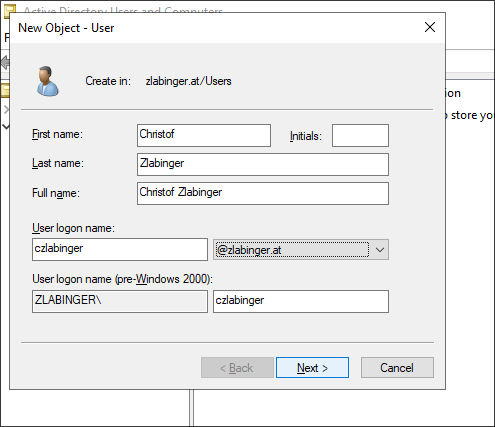 Active Directory Users and Computers
New Object - User
Create in: zlabinger.at/Users
First name: Christof Initials:
Last name: Zlabinger
Full name: Christof Zlabinger
User logon name:
czlabinger @zlabinger.at
User logon name (pre-Windows 2000):
ZLABINGER\ czlabinger
< Back Next > Cancel
store you